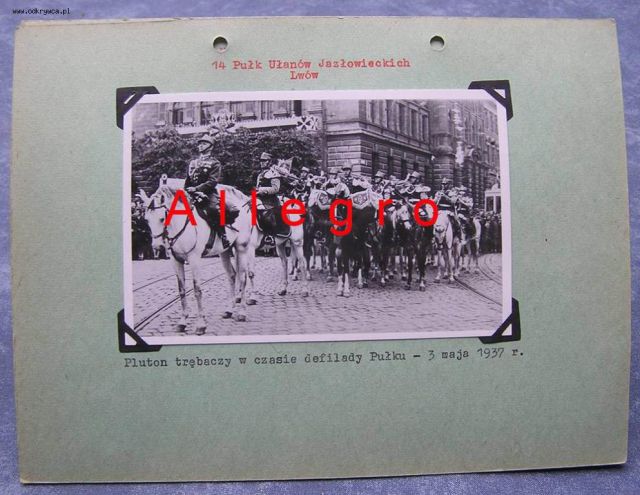 www.odkrywca.pl
14 Pułk Ułanów Jazłowieckich
Lwów
Allegro
Pluton trębaczy w czasie defilady Pułku - 3 maja 1937 r.